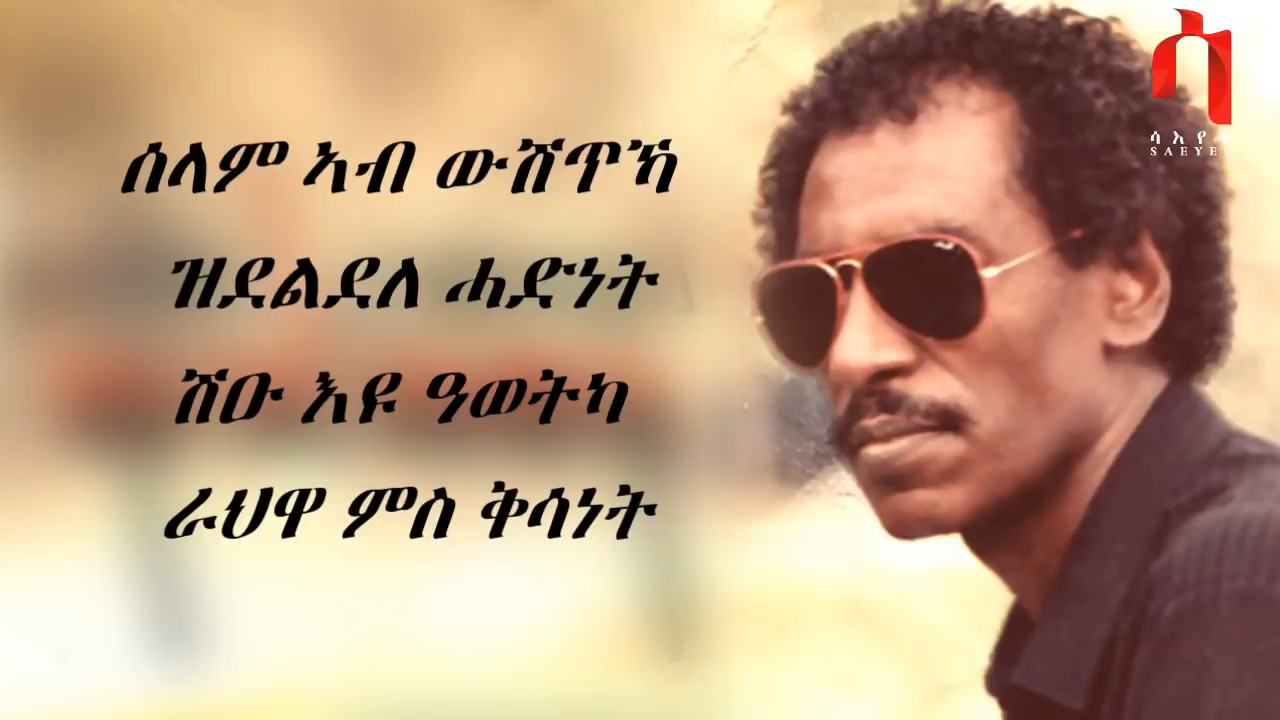 ሰላም ኣብ ውሽጥኻ
ዝደልደለ ሓድነት
ሽዑ እዩ ዓወትካ
ራህዋ ምስ ቅሳነት
ሳእየ
SAEYE